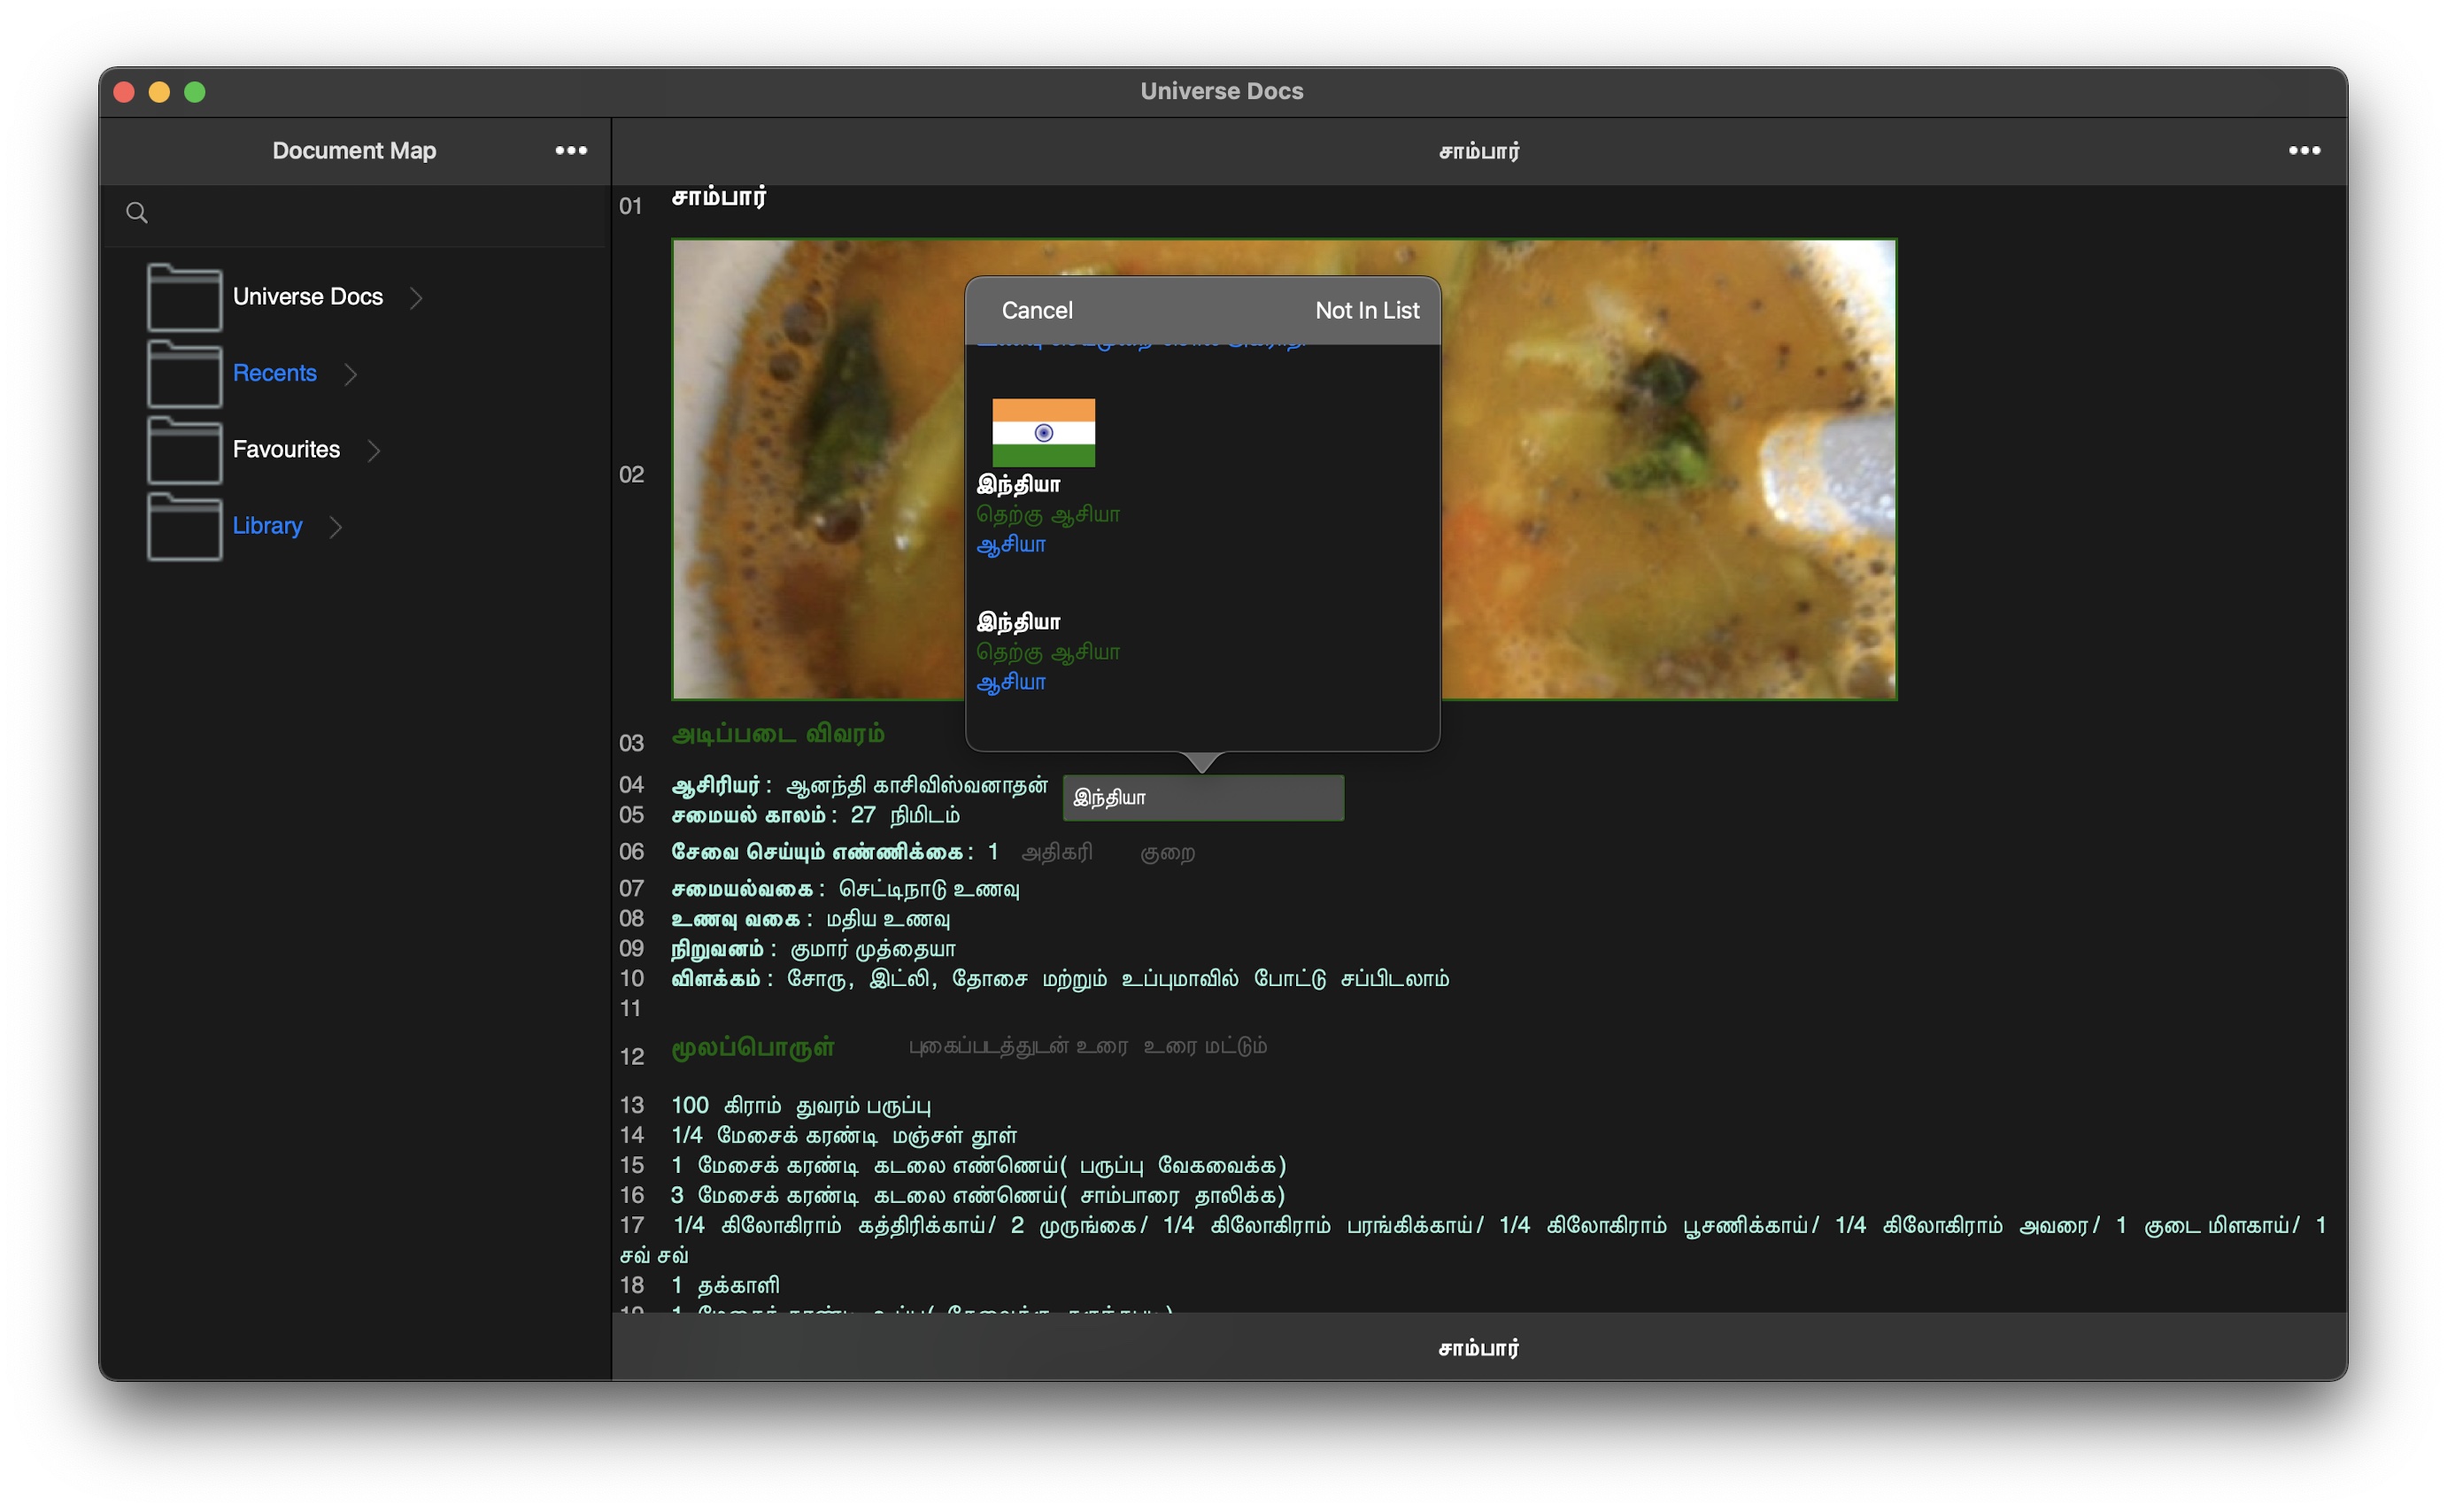 Universe Docs
Document Map
•••
சாம்பார்
•••
Universe Docs
Recents
Favourites
Library
01 சாம்பார்
02
Cancel
Not In List
இந்தியா
தெற்கு ஆசியா
ஆசியா
இந்தியா
தெற்கு ஆசியா
ஆசியா
03 அடிப்படை விவரம்
04 ஆசிரியர் : ஆனந்தி காசிவிஸ்வனாதன்
இந்தியா
05 சமையல் காலம் : 27 நிமிடம்
06 சேவை செய்யும் எண்ணிக்கை : 1 அதிகரி குறை
07 சமையல்வகை : செட்டிநாடு உணவு
08 உணவு வகை : மதிய உணவு
09 நிறுவனம் : குமார் முத்தையா
10 விளக்கம் : சோரு, இட்லி, தோசை மற்றும் உப்புமாவில் போட்டு சப்பிடலாம்
11
12 மூலப்பொருள் புகைப்படத்துடன் உரை உரை மட்டும்
13 100 கிராம் துவரம் பருப்பு
14 1/4 மேசைக் கரண்டி மஞ்சள் தூள்
15 1 மேசைக் கரண்டி கடலை எண்ணெய்( பருப்பு வேகவைக்க)
16 3 மேசைக் கரண்டி கடலை எண்ணெய்( சாம்பாரை தாலிக்க)
17 1/4 கிலோகிராம் கத்திரிக்காய்/ 2 முருங்கை/ 1/4 கிலோகிராம் பரங்கிக்காய்/ 1/4 கிலோகிராம் பூசணிக்காய்/ 1/4 கிலோகிராம் அவரை/ 1 குடை மிளகாய்/ 1
சவ் சவ்
18 1 தக்காளி
சாம்பார்